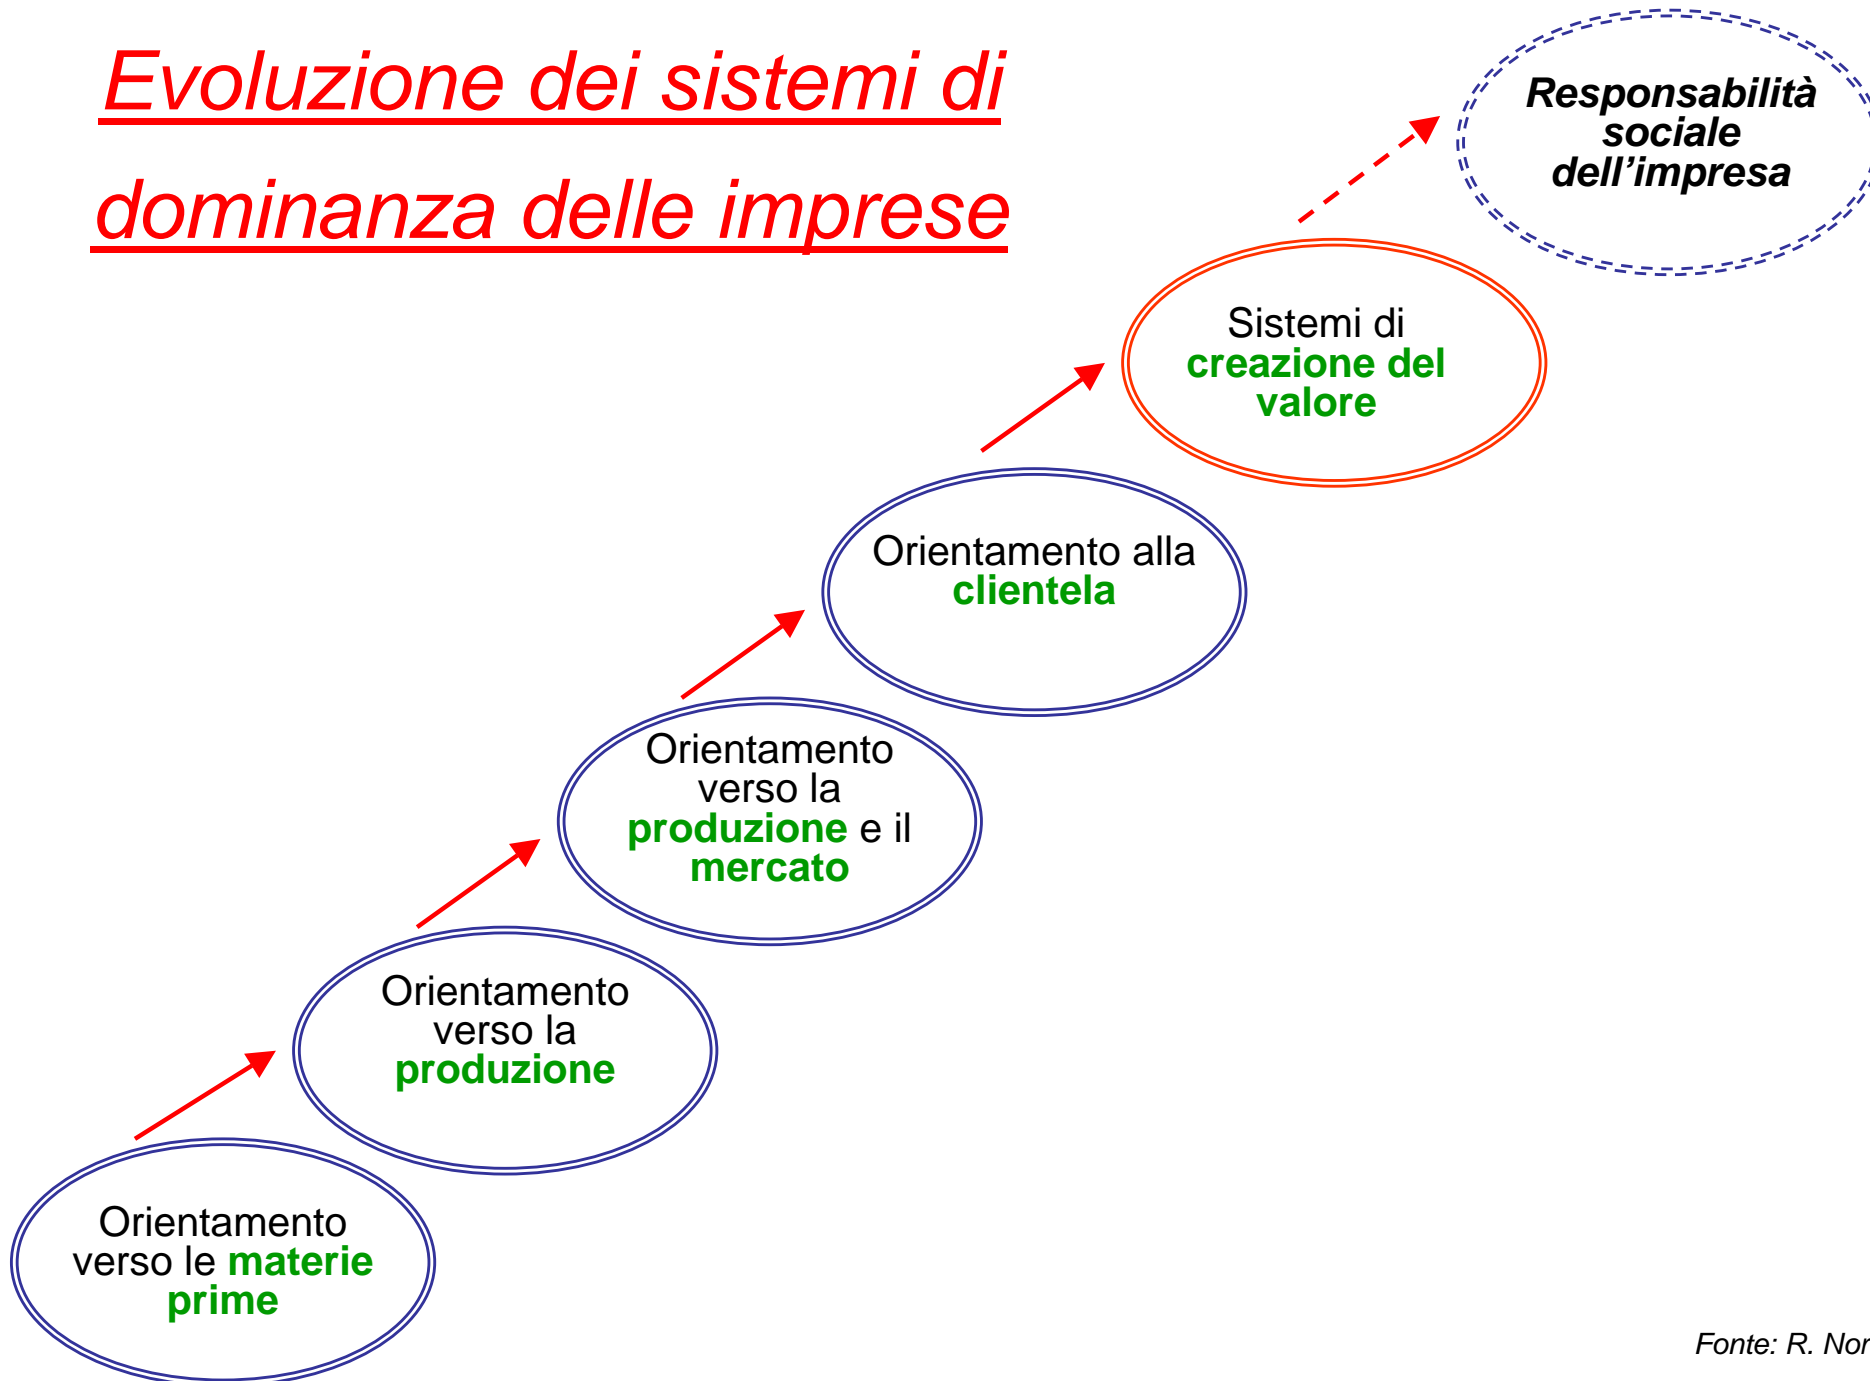 Evoluzione dei sistemi di
dominanza delle imprese
Responsabilità
sociale
dell’impresa
Sistemi di
creazione del
valore
Orientamento alla
clientela
Orientamento
verso la
produzione e il
mercato
Orientamento
verso la
produzione
Orientamento
verso le materie
prime
Fonte: R. Nor